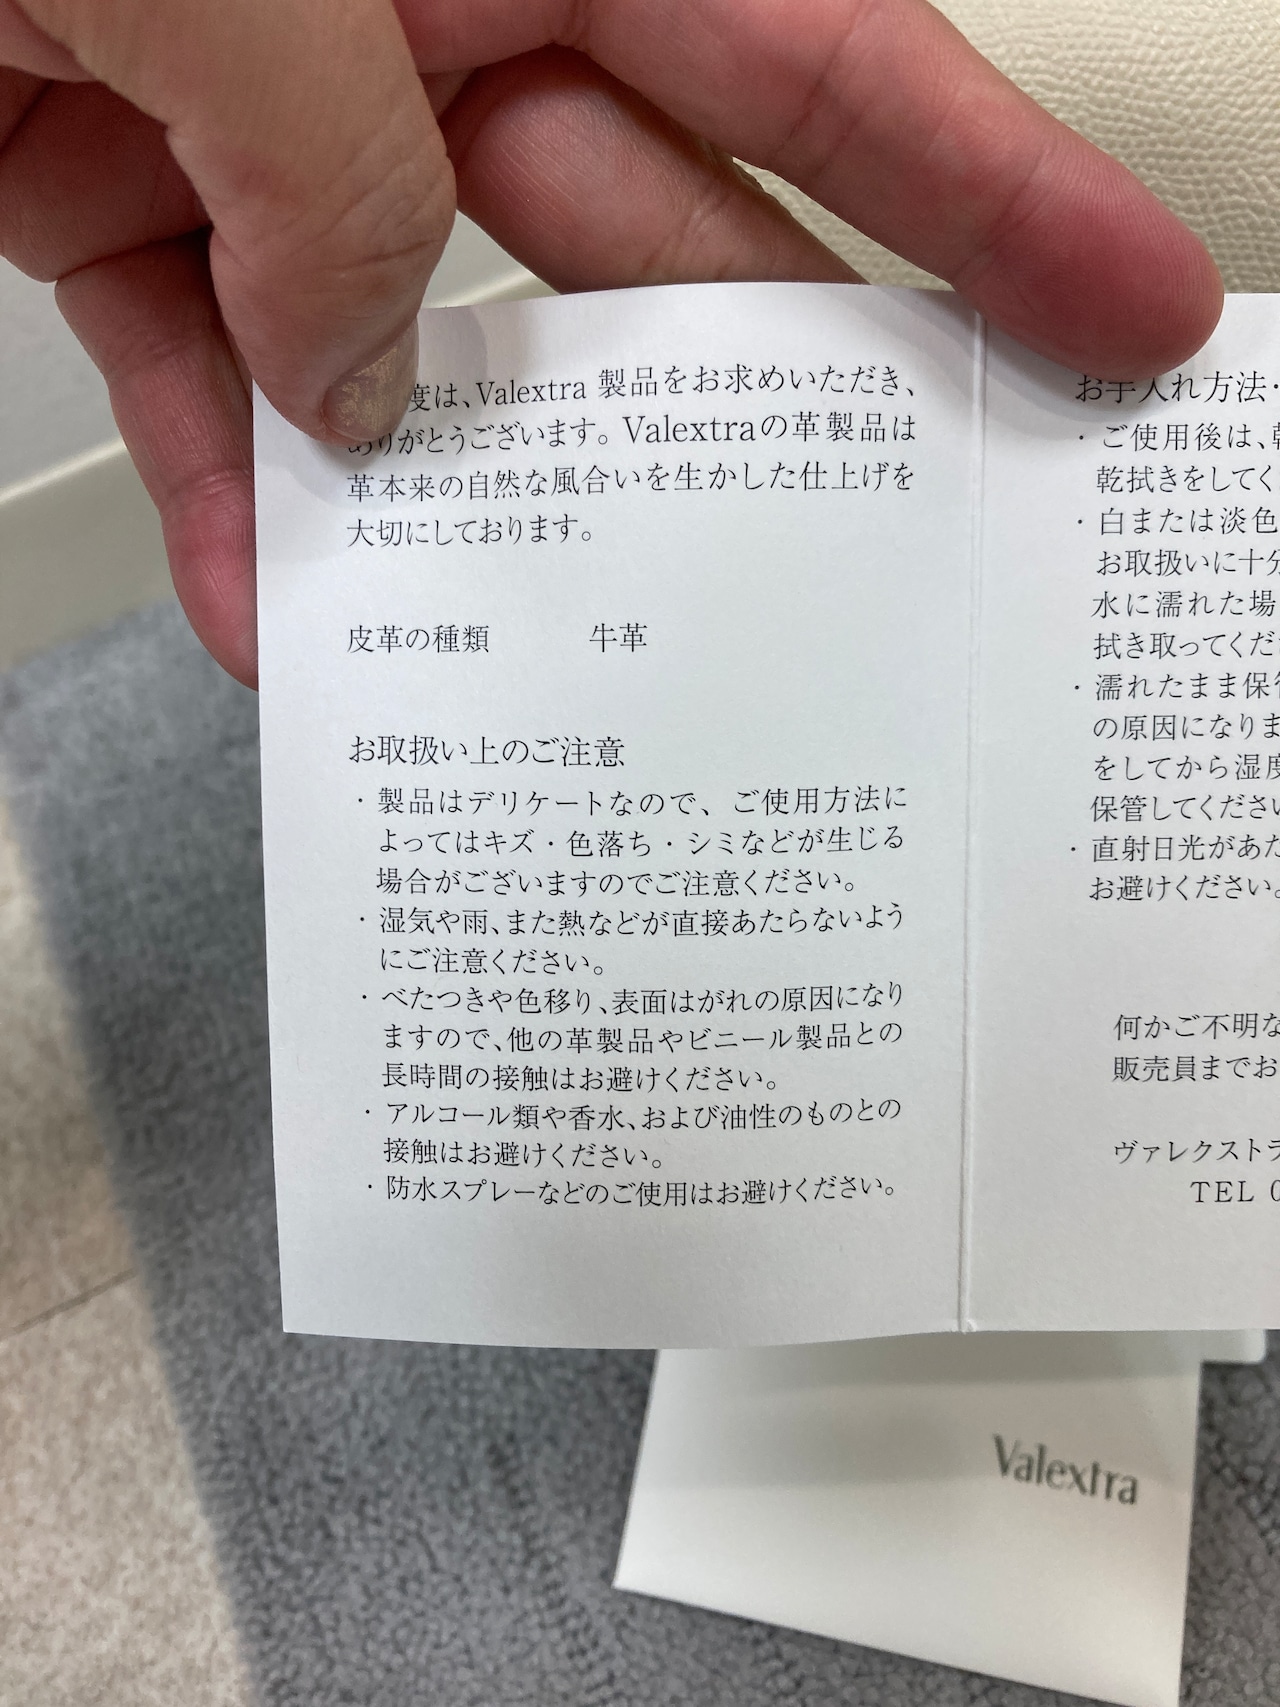 度は、Valextra 製品をお求めいただき、
ありがとうございます。Valextraの革製品は
革本来の自然な風合いを生かした仕上げを
大切にしております。
皮革の種類 牛革
お取扱い上のご注意
・製品はデリケートなので、ご使用方法に
よってはキズ・色落ち・シミなどが生じる
場合がございますのでご注意ください。
・湿気や雨、また熱などが直接あたらないよう
にご注意ください。
・べたつきや色移り、表面はがれの原因になり
ますので、他の革製品やビニール製品との
長時間の接触はお避けください。
・アルコール類や香水、および油性のものとの
接触はお避けください。
・防水スプレーなどのご使用はお避けください。
お手入れ方法・
・ご使用後は、
乾拭きをしてく
・白または淡色
お取扱いに十
水に濡れた場
拭き取ってくだ
・濡れたまま保
の原因になりま
をしてから湿度
保管してください
・直射日光があた
お避けください。
何かご不明な
販売員までお
ヴァレクストラ
TEL 0
Valextra